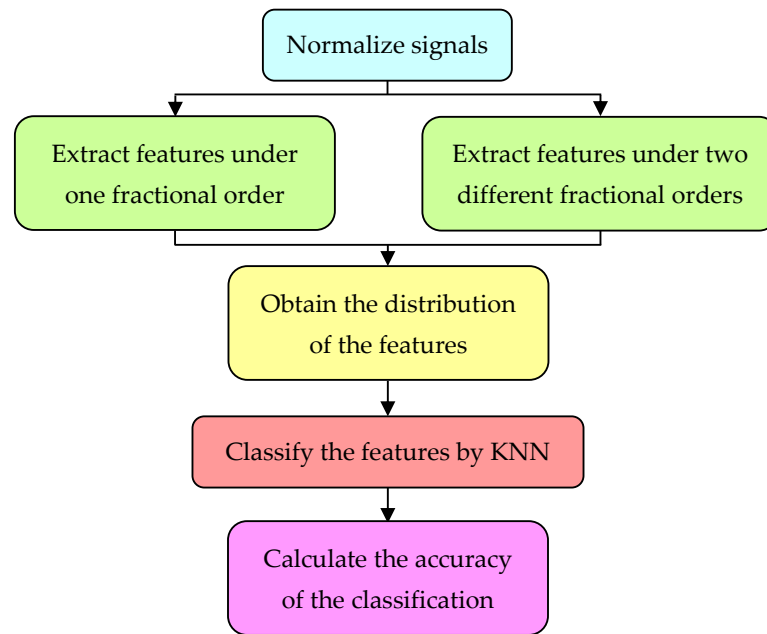 Normalize signals
Extract features under
one fractional order
Extract features under two
different fractional orders
Obtain the distribution
of the features
Classify the features by KNN
Calculate the accuracy
of the classification